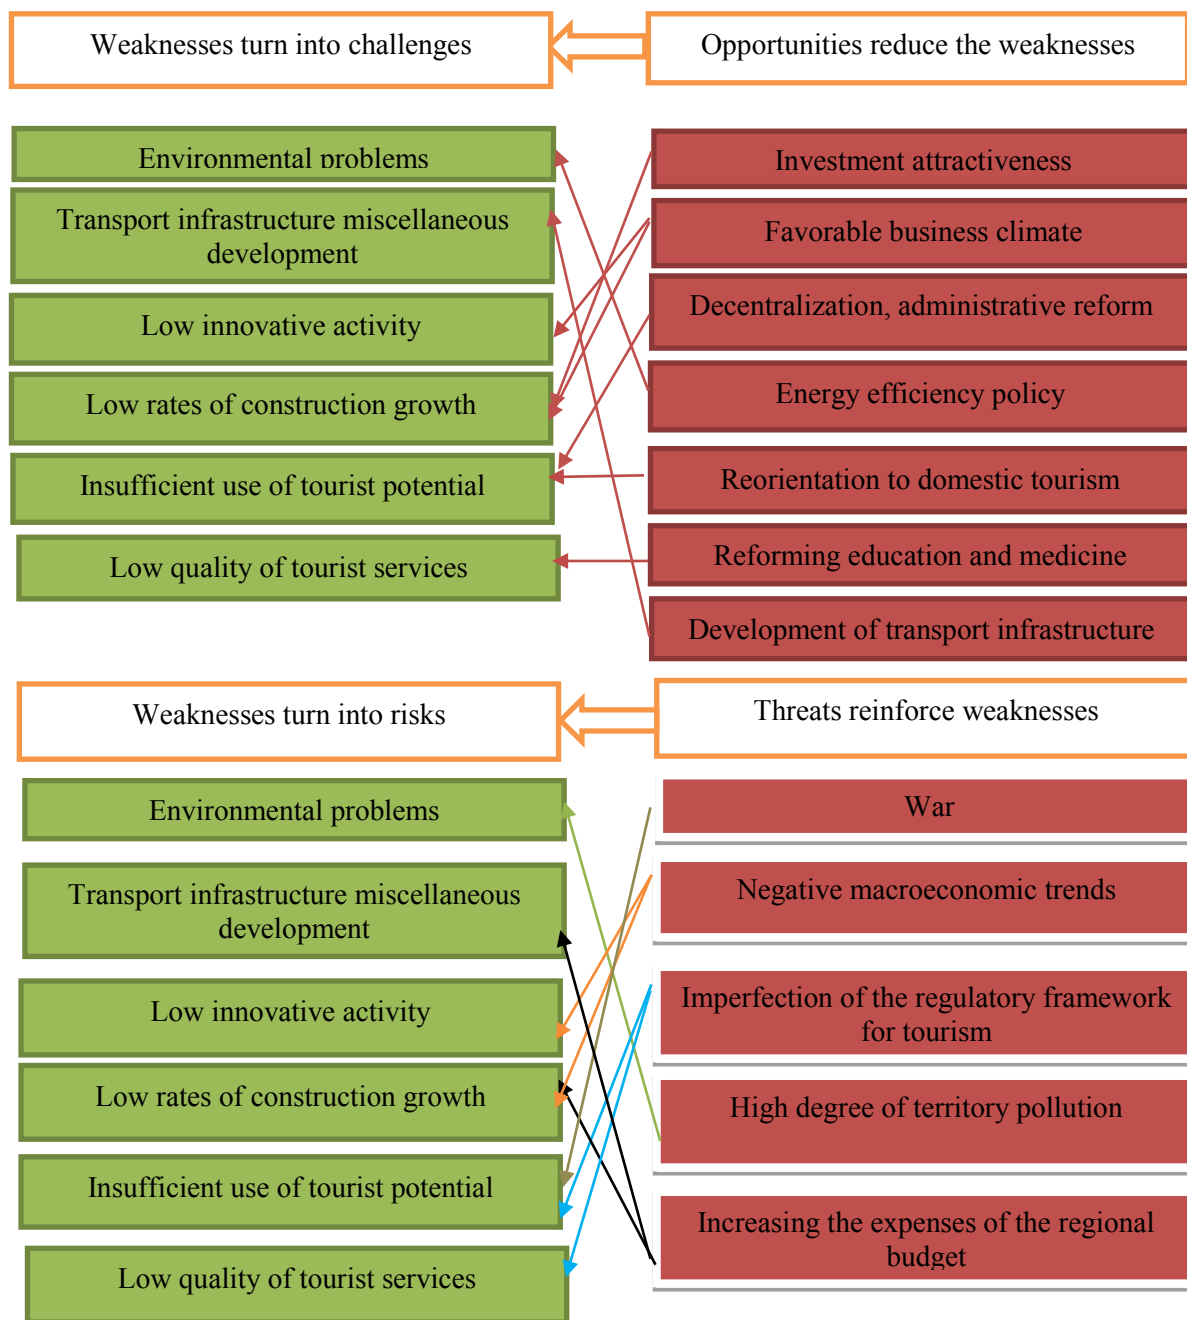 Weaknesses turn into challenges
Opportunities reduce the weaknesses
Environmental problems
Transport infrastructure miscellaneous
development
Low innovative activity
Low rates of construction growth
Insufficient use of tourist potential
Low quality of tourist services
Investment attractiveness
Favorable business climate
Decentralization, administrative reform
Energy efficiency policy
Reorientation to domestic tourism
Reforming education and medicine
Development of transport infrastructure
Weaknesses turn into risks
Threats reinforce weaknesses
Environmental problems
Transport infrastructure miscellaneous
development
Low innovative activity
Low rates of construction growth
Insufficient use of tourist potential
Low quality of tourist services
War
Negative macroeconomic trends
Imperfection of the regulatory framework
for tourism
High degree of territory pollution
Increasing the expenses of the regional
budget